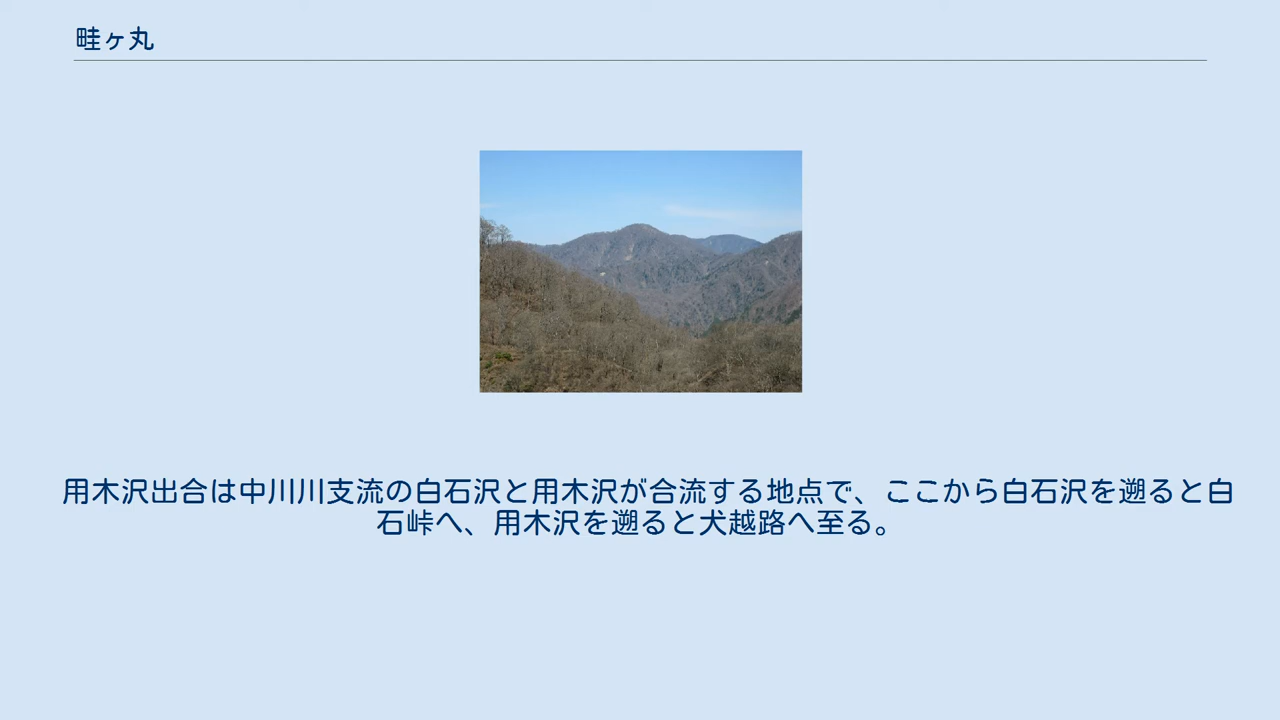 畦ヶ丸
用木沢出合は中川川支流の白石沢と用木沢が合流する地点で、ここから白石沢を遡ると白
石峠へ、用木沢を遡ると犬越路へ至る。